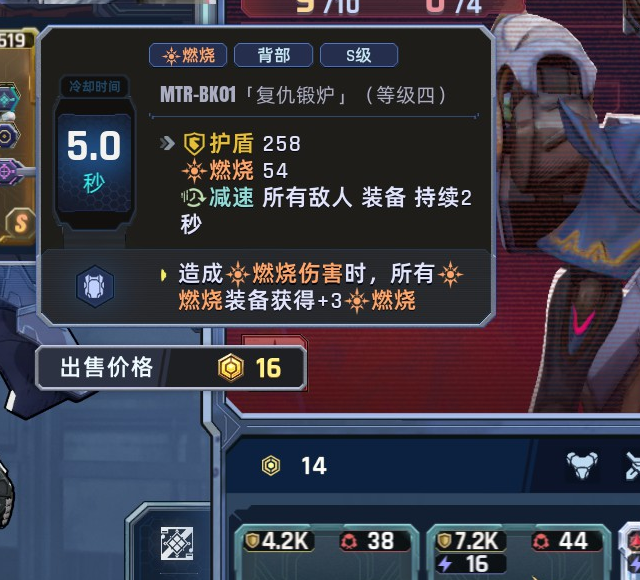 9/10
0/4
519
燃烧
背部
S级
冷却时间
MTR-BK01「复仇锻炉」（等级四）
5.0
秒
护盾 258
燃烧 54
减速 所有敌人 装备 持续2
秒
造成燃烧伤害时，所有
燃烧装备获得+3燃烧
出售价格
16
S
14
4.2K
38
7.2K
44
16